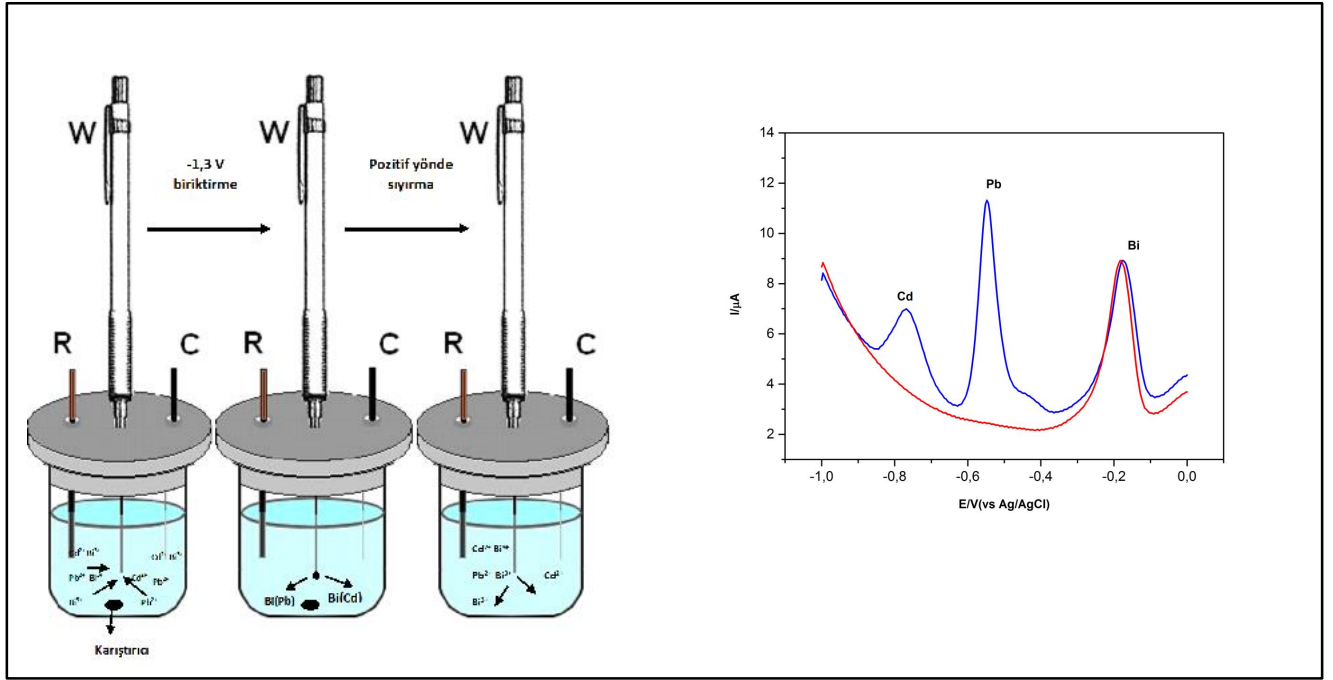 W
W
W
-1,3 V
biriktirme
Pozitif yönde
sıyırma
R
C
R
C
R
C
Pb²⁺
Bi(Pb)
Bi(Cd)
Cd²⁺
Pb²⁻ Bi³⁺
Bi³⁺
Karıştırıcı
14
12
10
8
6
4
2
I/µA
Cd
Pb
Bi
-1,0
-0,8
-0,6
-0,4
-0,2
0,0
E/V(vs Ag/AgCl)